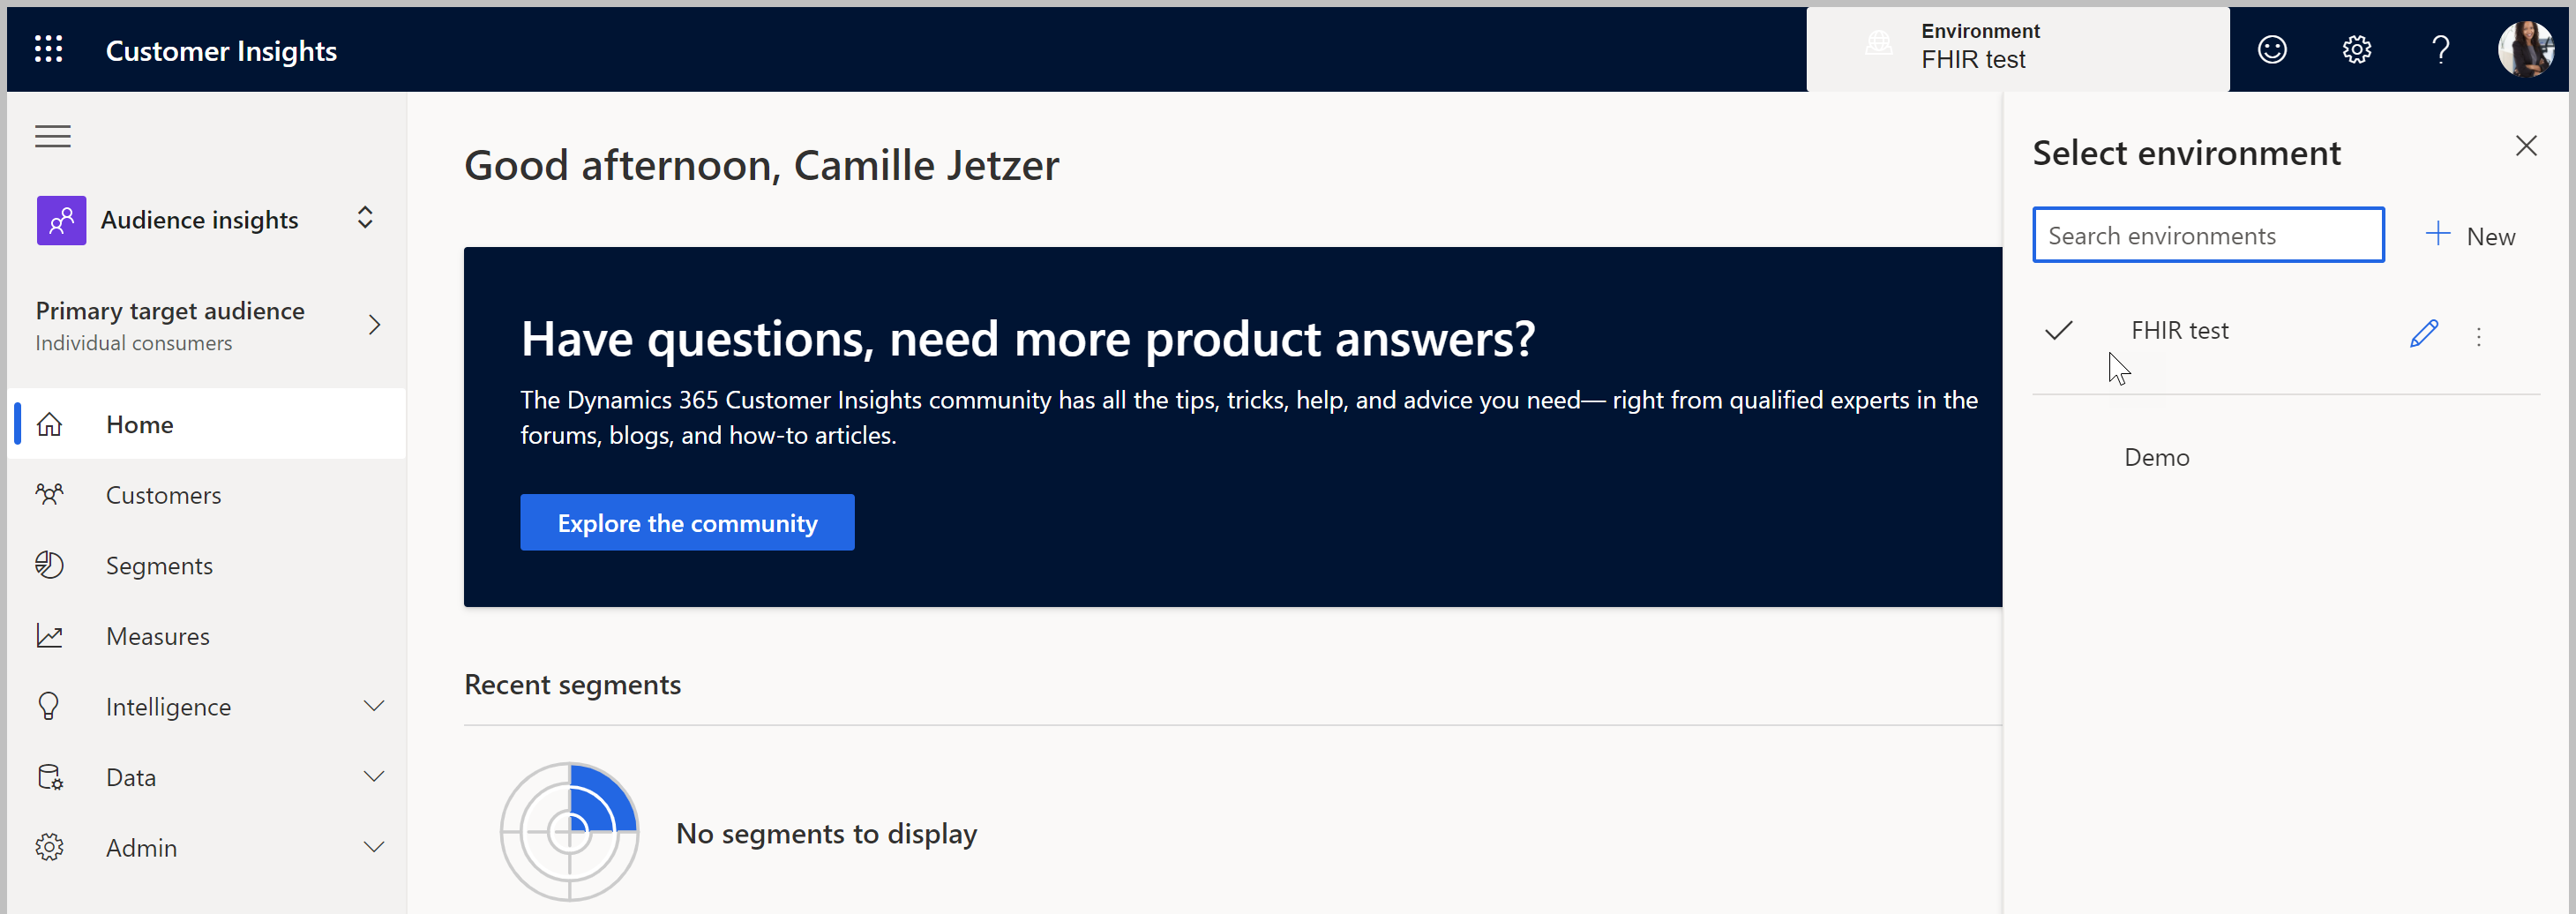 Customer Insights
Environment
FHIR test
?
Good afternoon, Camille Jetzer
Audience insights
Primary target audience
Individual consumers
Home
Customers
Segments
Measures
Intelligence
Data
Admin
Have questions, need more product answers?
The Dynamics 365 Customer Insights community has all the tips, tricks, help, and advice you need— right from qualified experts in the
forums, blogs, and how-to articles.
Explore the community
Recent segments
No segments to display
Select environment
Search environments
New
FHIR test
Demo